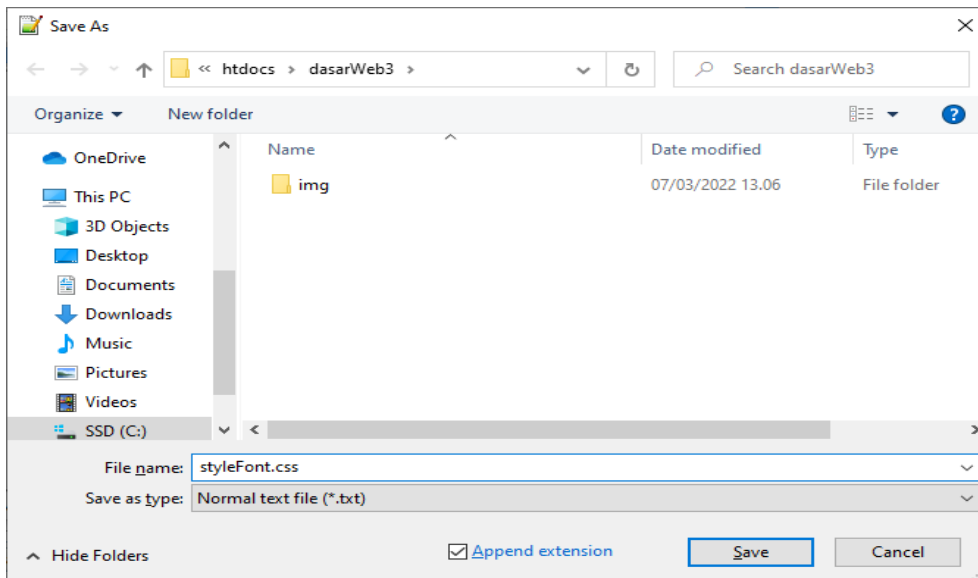 Save As
« htdocs › dasarWeb3 ›
Search dasarWeb3
Organize
New folder
?
Name
Date modified
Type
OneDrive
img
07/03/2022 13.06
File folder
This PC
3D Objects
Desktop
Documents
Downloads
Music
Pictures
Videos
SSD (C:)
File name: styleFont.css
Save as type: Normal text file (*.txt)
Hide Folders
Append extension
Save
Cancel